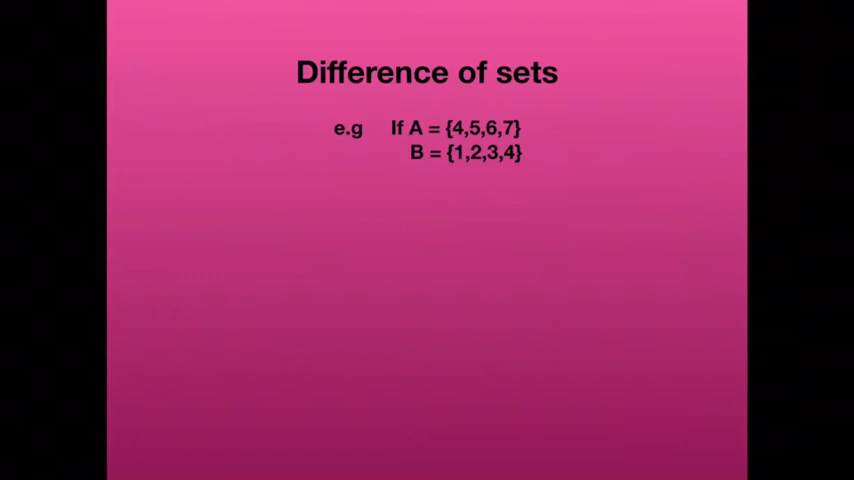 Difference of sets
e.g If A = {4,5,6,7}
B = {1,2,3,4}